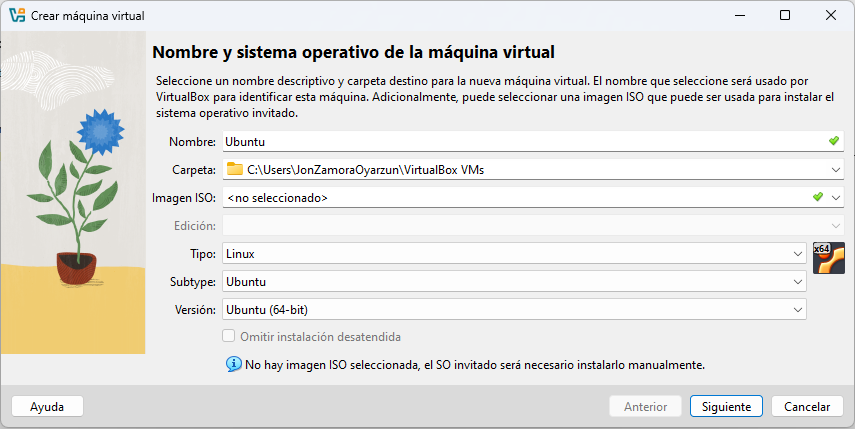 Crear máquina virtual
Nombre y sistema operativo de la máquina virtual
Seleccione un nombre descriptivo y carpeta destino para la nueva máquina virtual. El nombre que seleccione será usado por
VirtualBox para identificar esta máquina. Adicionalmente, puede seleccionar una imagen ISO que puede ser usada para instalar el
sistema operativo invitado.
Nombre: Ubuntu
Carpeta: C:\Users\JonZamoraOyarzun\VirtualBox VMs
Imagen ISO: <no seleccionado>
Edición:
Tipo: Linux
x64
Subtype: Ubuntu
Versión: Ubuntu (64-bit)
Omitir instalación desatendida
No hay imagen ISO seleccionada, el SO invitado será necesario instalarlo manualmente.
Ayuda Anterior Siguiente Cancelar